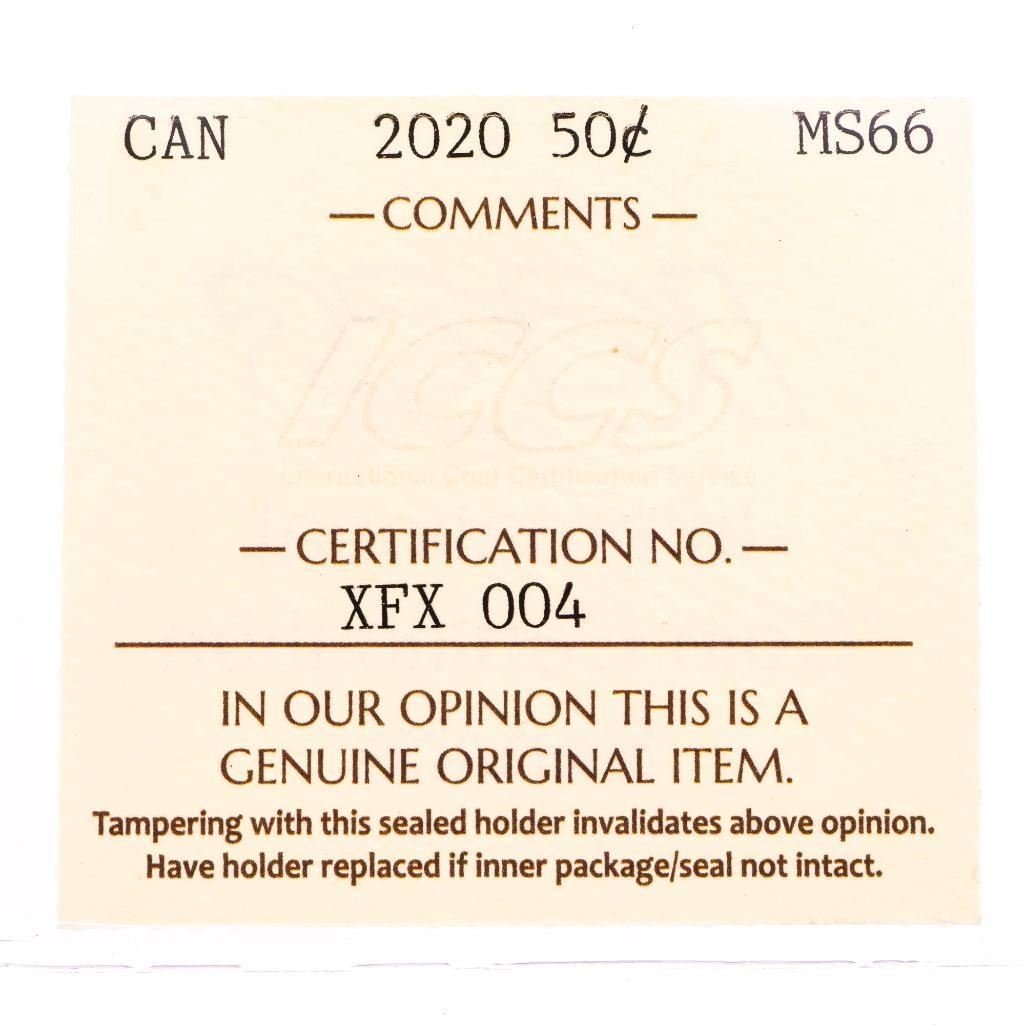 CAN 2020 50¢ MS66
— COMMENTS —
ICCS
International Coin Certification Service
— CERTIFICATION NO. —
XFX 004
IN OUR OPINION THIS IS A
GENUINE ORIGINAL ITEM.
Tampering with this sealed holder invalidates above opinion.
Have holder replaced if inner package/seal not intact.